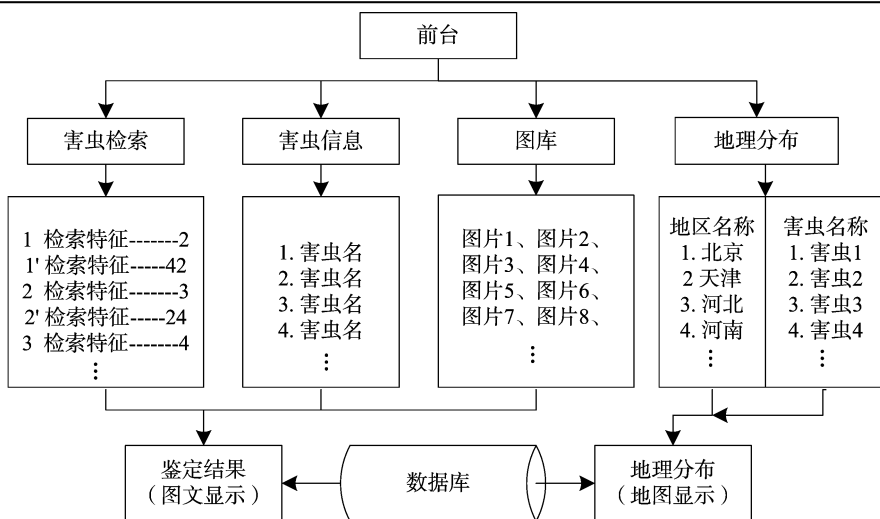 前台
害虫检索
害虫信息
图库
地理分布
1 检索特征-------2
1' 检索特征-----42
2 检索特征-------3
2' 检索特征-----24
3 检索特征-------4
⋮
1. 害虫名
2. 害虫名
3. 害虫名
4. 害虫名
⋮
图片1、图片2、
图片3、图片4、
图片5、图片6、
图片7、图片8、
⋮
地区名称
1. 北京
2 天津
3. 河北
4. 河南
⋮
害虫名称
1. 害虫1
2. 害虫2
3. 害虫3
4. 害虫4
⋮
鉴定结果
（图文显示）
数据库
地理分布
（地图显示）